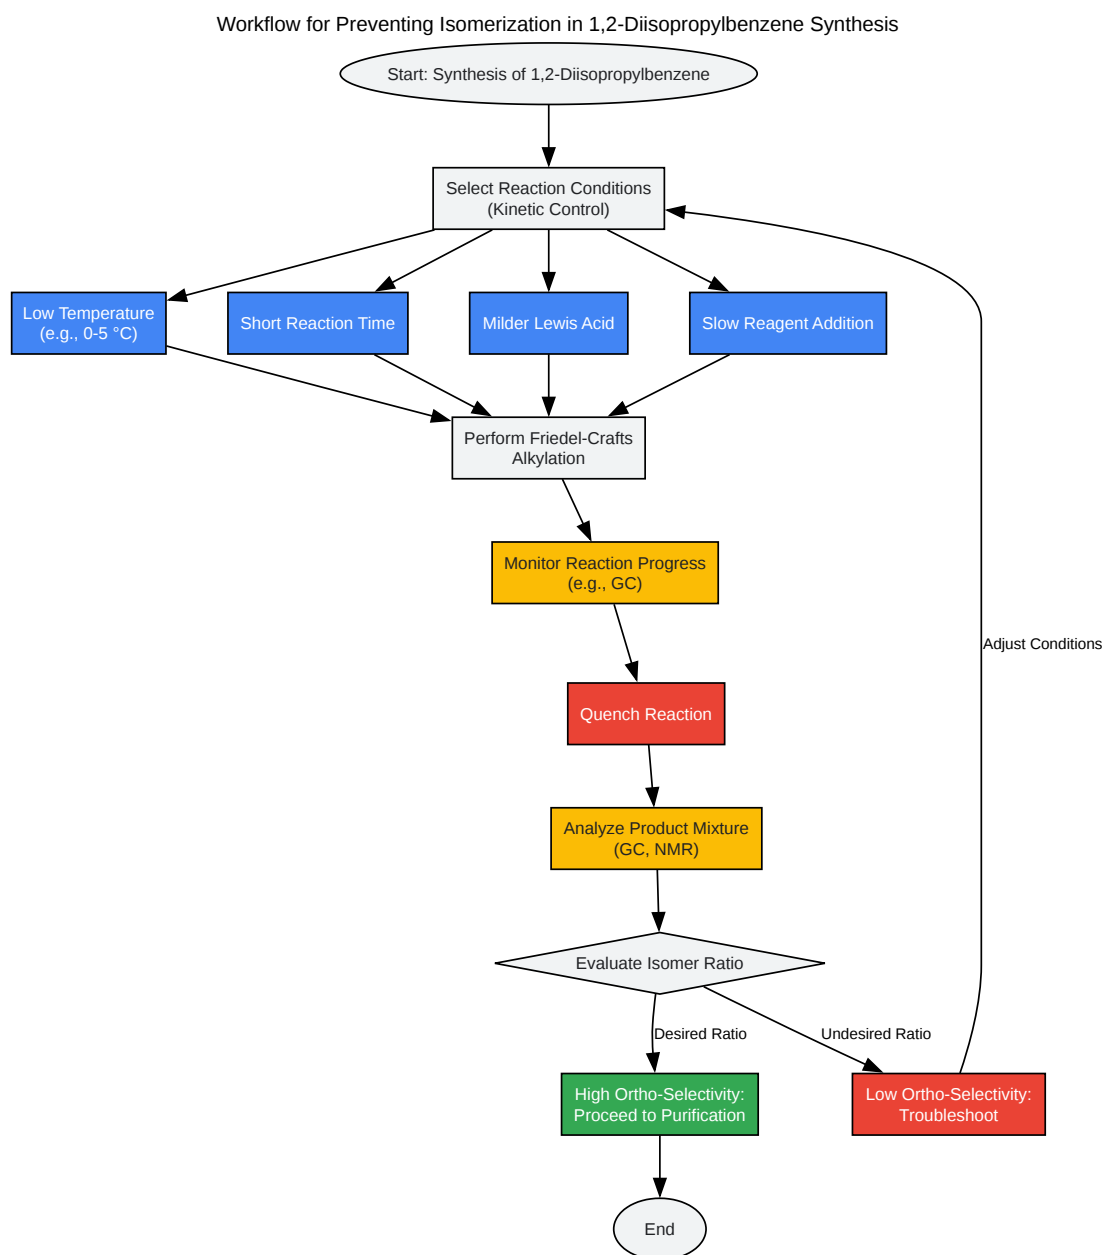 Workflow for Preventing Isomerization in 1,2-Diisopropylbenzene Synthesis
Start: Synthesis of 1,2-Diisopropylbenzene
Select Reaction Conditions
(Kinetic Control)
Low Temperature
(e.g., 0-5 °C)
Short Reaction Time
Milder Lewis Acid
Slow Reagent Addition
Perform Friedel-Crafts
Alkylation
Monitor Reaction Progress
(e.g., GC)
Adjust Conditions
Quench Reaction
Analyze Product Mixture
(GC, NMR)
Evaluate Isomer Ratio
Desired Ratio
Undesired Ratio
High Ortho-Selectivity:
Proceed to Purification
Low Ortho-Selectivity:
Troubleshoot
End